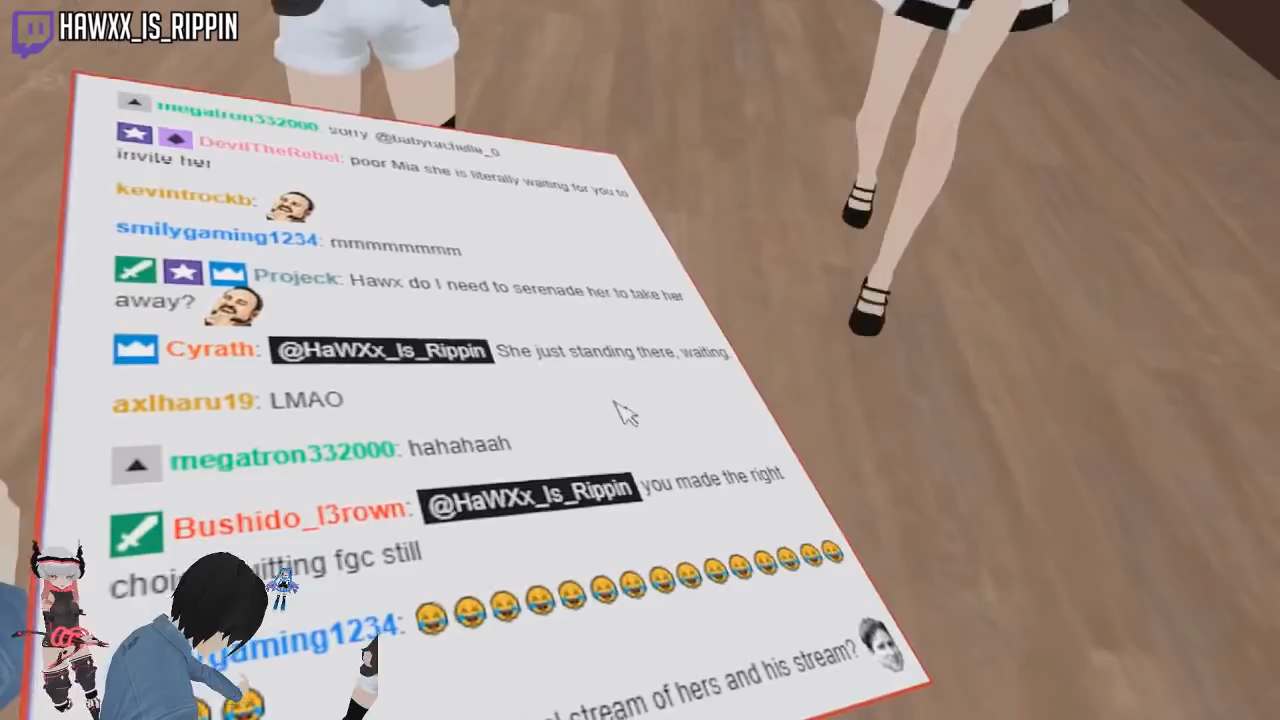 HAWXX_IS_RIPPIN
megatron332000: sorry
DevilTheRebel: poor Mia she is literally waiting for you to
invite her
kevintrockb:
smilygaming1234: mmmmmmmm
Projeck: Hawx do I need to serenade her to take her
away?
Cyrath: @HaWXx_Is_Rippin She just standing there, waiting.
axlharu19: LMAO
megatron332000: hahahaah
Bushido_l3rown: @HaWXx_Is_Rippin you made the right
fgc still
gaming1234:
stream of hers and his stream?